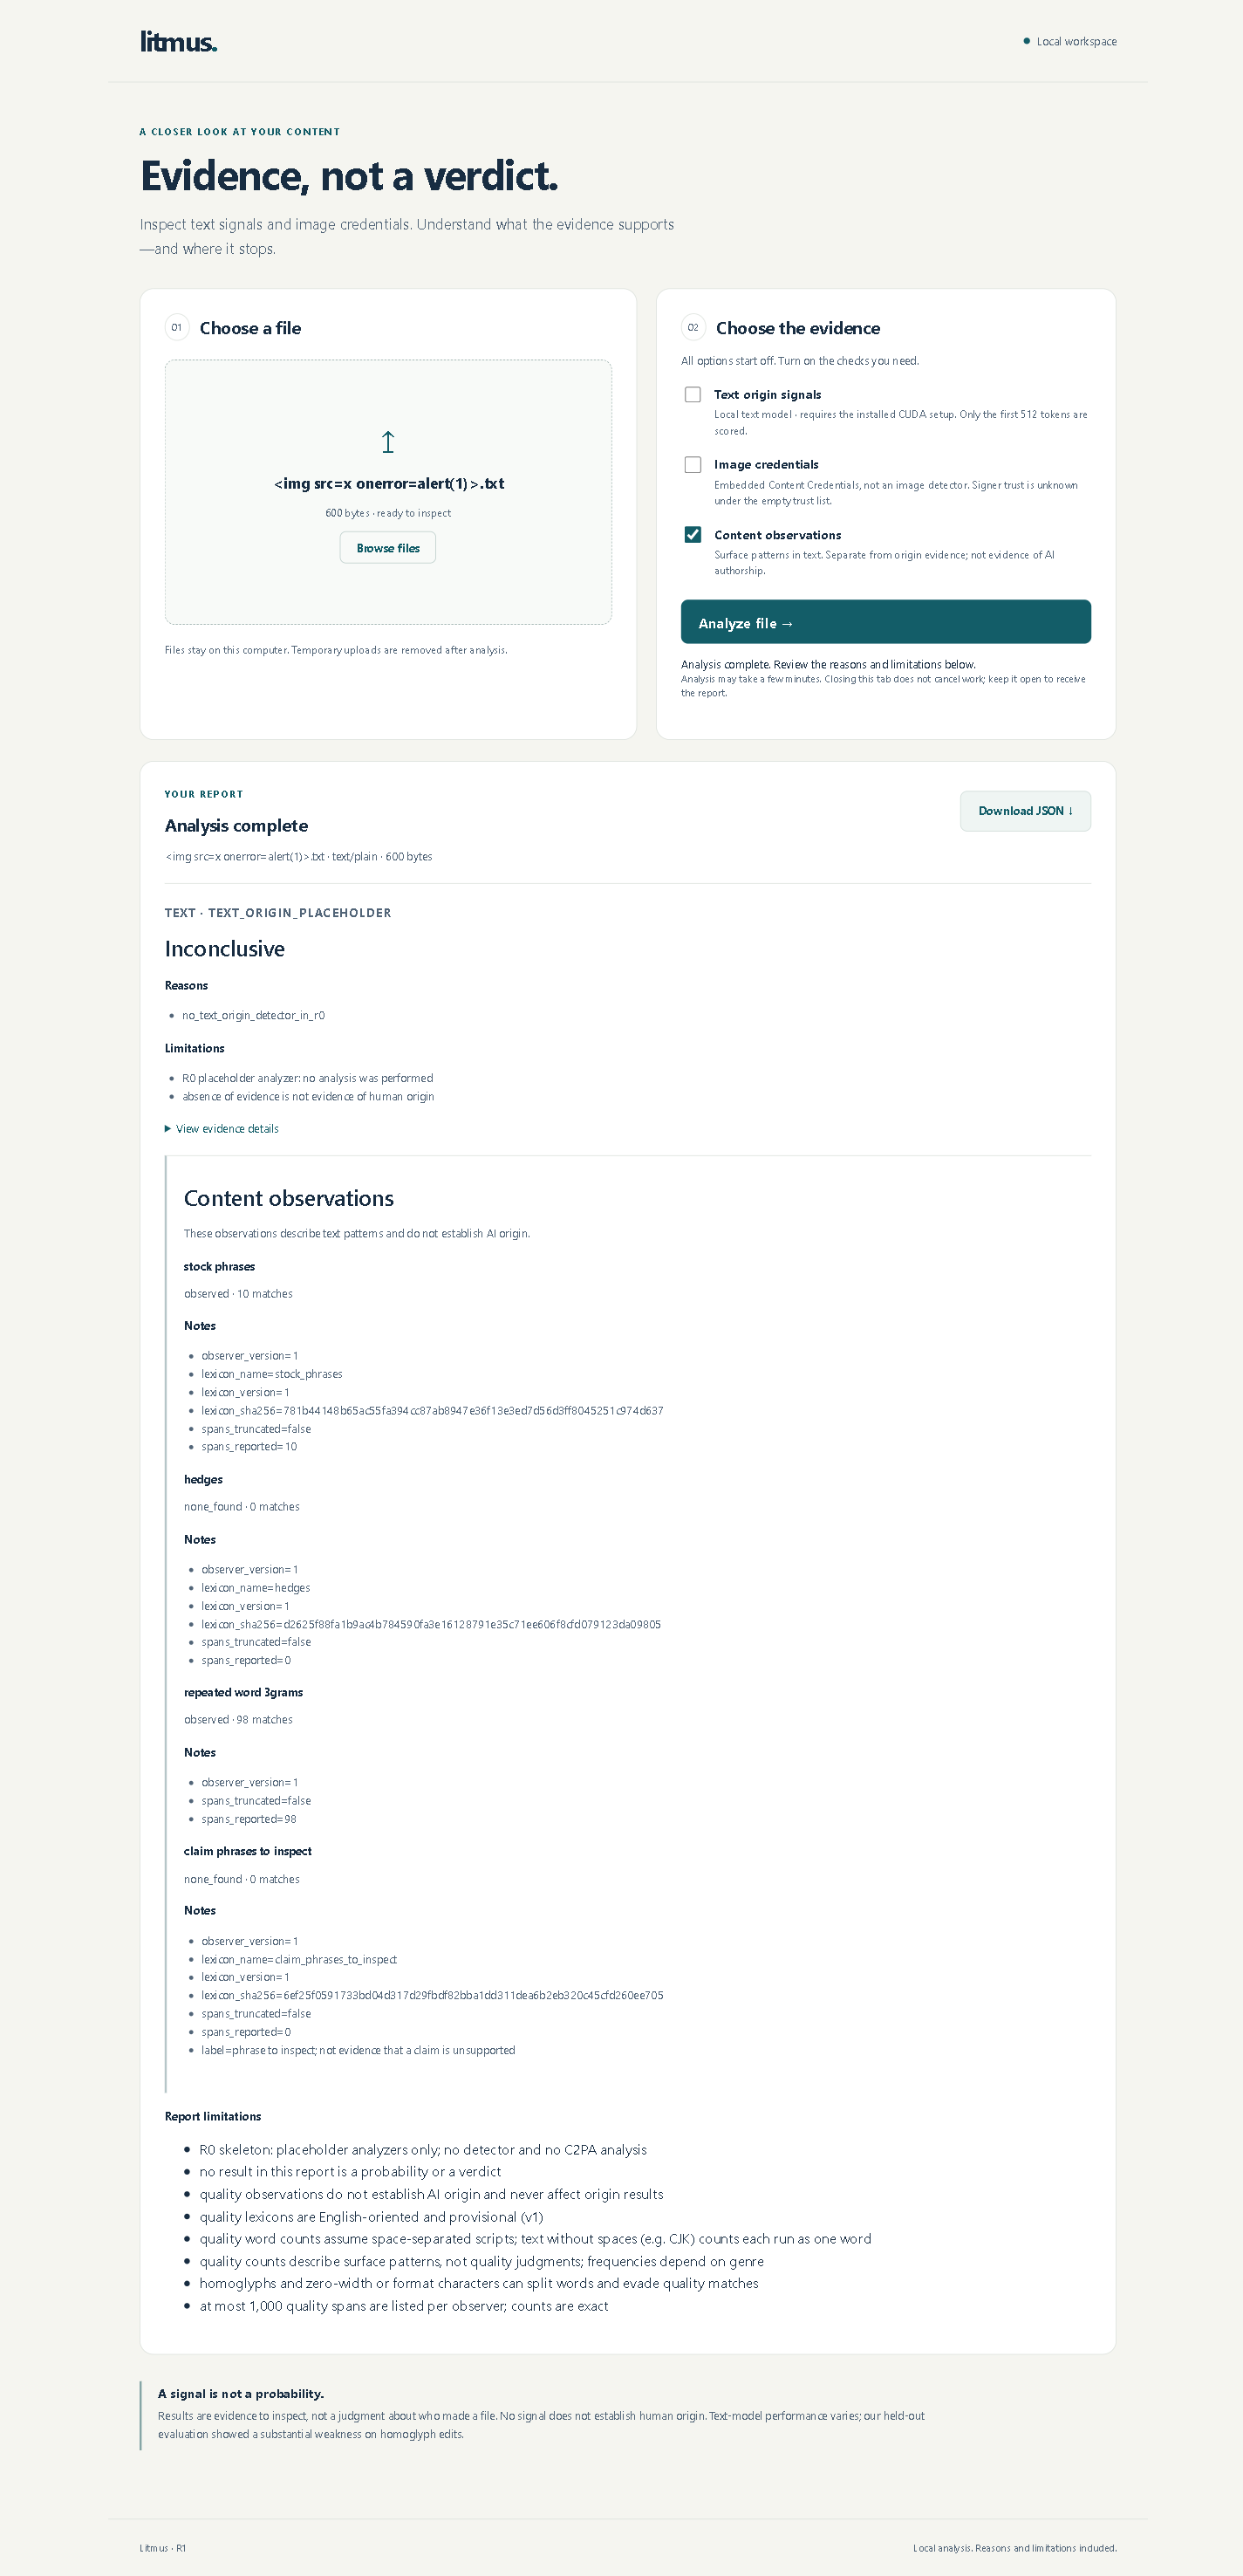 litmus.
Local workspace
A CLOSER LOOK AT YOUR CONTENT
Evidence, not a verdict.
Inspect text signals and image credentials. Understand what the evidence supports
—and where it stops.
01 Choose a file
↥
<img src=x onerror=alert(1)>.txt
600 bytes · ready to inspect
Browse files
Files stay on this computer. Temporary uploads are removed after analysis.
02 Choose the evidence
All options start off. Turn on the checks you need.
Text origin signals
Local text model · requires the installed CUDA setup. Only the first 512 tokens are
scored.
Image credentials
Embedded Content Credentials, not an image detector. Signer trust is unknown
under the empty trust list.
Content observations
Surface patterns in text. Separate from origin evidence; not evidence of AI
authorship.
Analyze file →
Analysis complete. Review the reasons and limitations below.
Analysis may take a few minutes. Closing this tab does not cancel work; keep it open to receive
the report.
YOUR REPORT
Analysis complete
<img src=x onerror=alert(1)>.txt · text/plain · 600 bytes
Download JSON ↓
TEXT · TEXT_ORIGIN_PLACEHOLDER
Inconclusive
Reasons
• no_text_origin_detector_in_r0
Limitations
• R0 placeholder analyzer: no analysis was performed
• absence of evidence is not evidence of human origin
▶ View evidence details
Content observations
These observations describe text patterns and do not establish AI origin.
stock phrases
observed · 10 matches
Notes
• observer_version=1
• lexicon_name=stock_phrases
• lexicon_version=1
• lexicon_sha256=781b44148b65ac55fa394cc87ab8947e36f13e3ed7d56d3ff8045251c974d637
• spans_truncated=false
• spans_reported=10
hedges
none_found · 0 matches
Notes
• observer_version=1
• lexicon_name=hedges
• lexicon_version=1
• lexicon_sha256=d2625f88fa1b9ac4b784590fa3e16128791e35c71ee606f8cfd079123da09805
• spans_truncated=false
• spans_reported=0
repeated word 3grams
observed · 98 matches
Notes
• observer_version=1
• spans_truncated=false
• spans_reported=98
claim phrases to inspect
none_found · 0 matches
Notes
• observer_version=1
• lexicon_name=claim_phrases_to_inspect
• lexicon_version=1
• lexicon_sha256=6ef25f0591733bd04d317d29fbdf82bba1dd311dea6b2eb320c45cfd260ee705
• spans_truncated=false
• spans_reported=0
• label=phrase to inspect; not evidence that a claim is unsupported
Report limitations
• R0 skeleton: placeholder analyzers only; no detector and no C2PA analysis
• no result in this report is a probability or a verdict
• quality observations do not establish AI origin and never affect origin results
• quality lexicons are English-oriented and provisional (v1)
• quality word counts assume space-separated scripts; text without spaces (e.g. CJK) counts each run as one word
• quality counts describe surface patterns, not quality judgments; frequencies depend on genre
• homoglyphs and zero-width or format characters can split words and evade quality matches
• at most 1,000 quality spans are listed per observer; counts are exact
A signal is not a probability.
Results are evidence to inspect, not a judgment about who made a file. No signal does not establish human origin. Text-model performance varies; our held-out
evaluation showed a substantial weakness on homoglyph edits.
Litmus · R1
Local analysis. Reasons and limitations included.